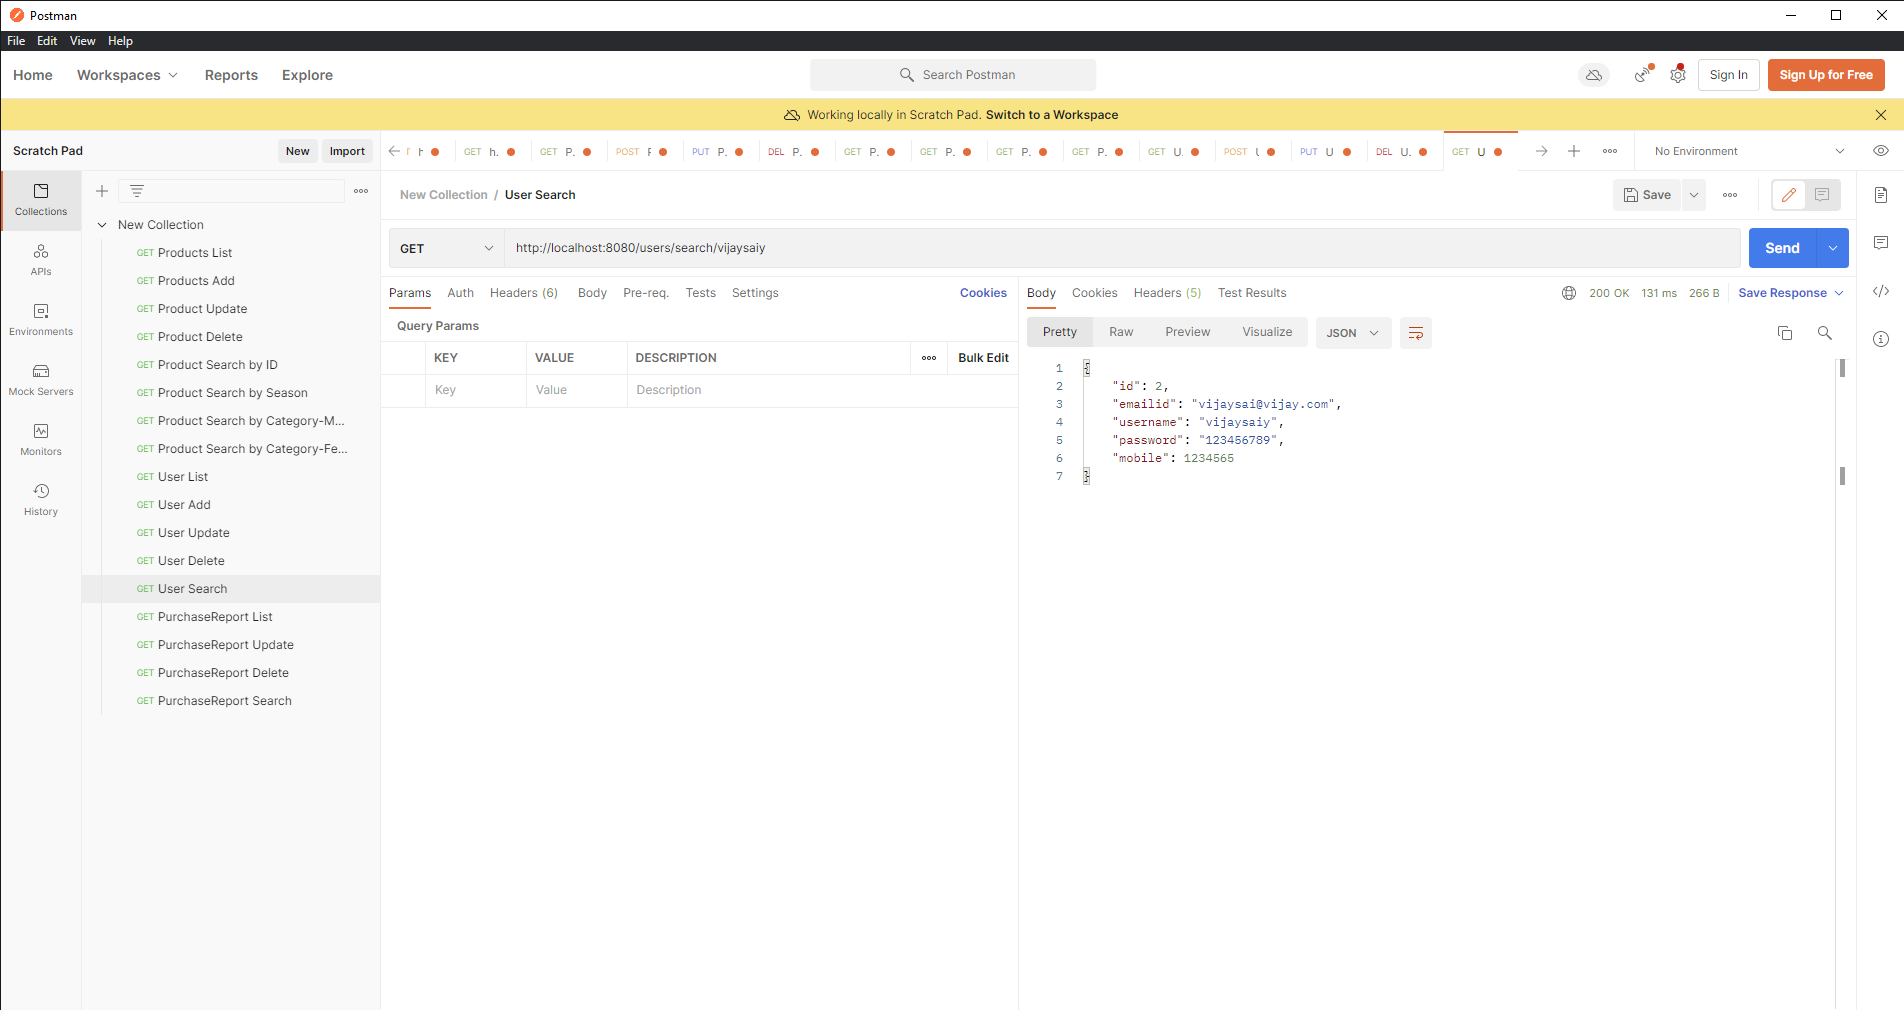 Postman
File Edit View Help
Home Workspaces Reports Explore
Search Postman
Sign In Sign Up for Free
Working locally in Scratch Pad. Switch to a Workspace
Scratch Pad New Import
GET h. GET P. POST PUT P. DEL P. GET P. GET P. GET P. GET P. GET U. POST PUT U DEL U. GET U
No Environment
New Collection / User Search
Save
GET http://localhost:8080/users/search/vijaysaiy Send
Collections
APIs
Environments
Mock Servers
Monitors
History
New Collection
GET Products List
GET Products Add
GET Product Update
GET Product Delete
GET Product Search by ID
GET Product Search by Season
GET Product Search by Category-M...
GET Product Search by Category-Fe...
GET User List
GET User Add
GET User Update
GET User Delete
GET User Search
GET PurchaseReport List
GET PurchaseReport Update
GET PurchaseReport Delete
GET PurchaseReport Search
Params Auth Headers (6) Body Pre-req. Tests Settings Cookies
Query Params
KEY VALUE DESCRIPTION Bulk Edit
Key Value Description
Body Cookies Headers (5) Test Results 200 OK 131 ms 266 B Save Response
Pretty Raw Preview Visualize JSON
1 {
2 "id": 2,
3 "emailid": "vijaysai@vijay.com",
4 "username": "vijaysaiy",
5 "password": "123456789",
6 "mobile": 1234565
7 }